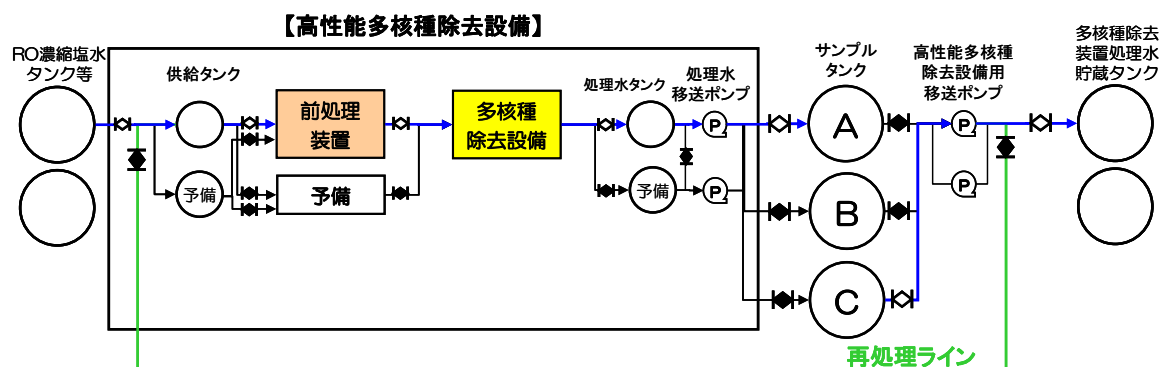 【高性能多核種除去設備】
RO濃縮塩水
タンク等
供給タンク
予備
前処理
装置
予備
多核種
除去設備
処理水タンク
予備
処理水
移送ポンプ
P
P
サンプル
タンク
A
B
C
高性能多核種
除去設備用
移送ポンプ
P
P
多核種除去
装置処理水
貯蔵タンク
再処理ライン